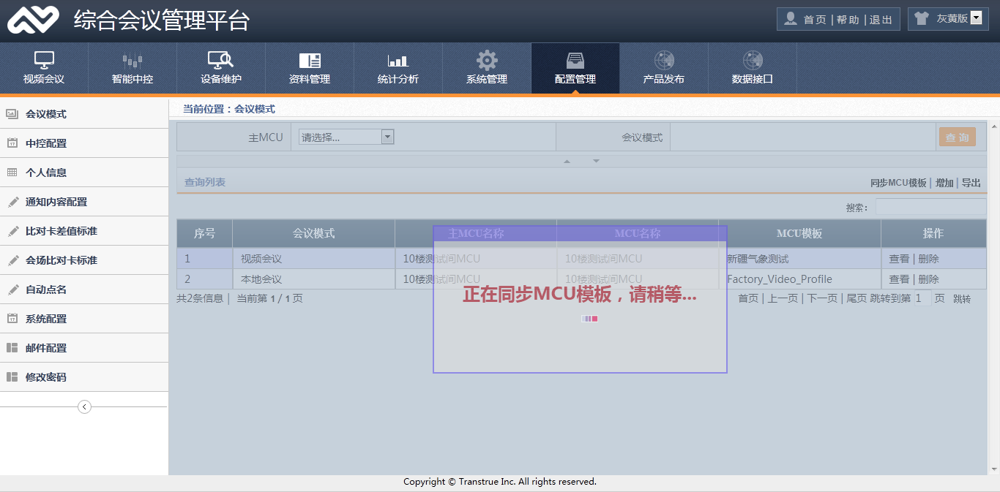 综合会议管理平台
首页 | 帮助 | 退出
灰黄版
视频会议
智能中控
设备维护
资料管理
统计分析
系统管理
配置管理
产品发布
数据接口
会议模式
中控配置
个人信息
通知内容配置
比对卡差值标准
会场比对卡标准
自动点名
系统配置
邮件配置
修改密码
当前位置：会议模式
主MCU 请选择... 会议模式 查 询
查询列表
同步MCU模板 | 增加 | 导出
搜索：
序号 会议模式 主MCU名称 MCU名称 MCU模板 操作
1 视频会议 10楼测试间MCU 10楼测试间MCU 新疆气象测试 查看 | 删除
2 本地会议 10楼测试间MCU 10楼测试间MCU Factory_Video_Profile 查看 | 删除
正在同步MCU模板，请稍等...
共2条信息 | 当前第 1 / 1 页
首页 | 上一页 | 下一页 | 尾页 跳转到第 1 页 跳转
Copyright © Transtrue Inc. All rights reserved.